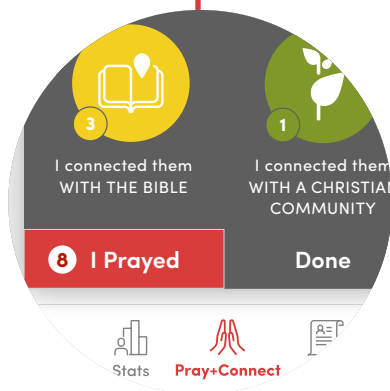 3
1
I connected them
WITH THE BIBLE
I connected them
WITH A CHRISTIAN
COMMUNITY
8 I Prayed
Done
Stats
Pray+Connect